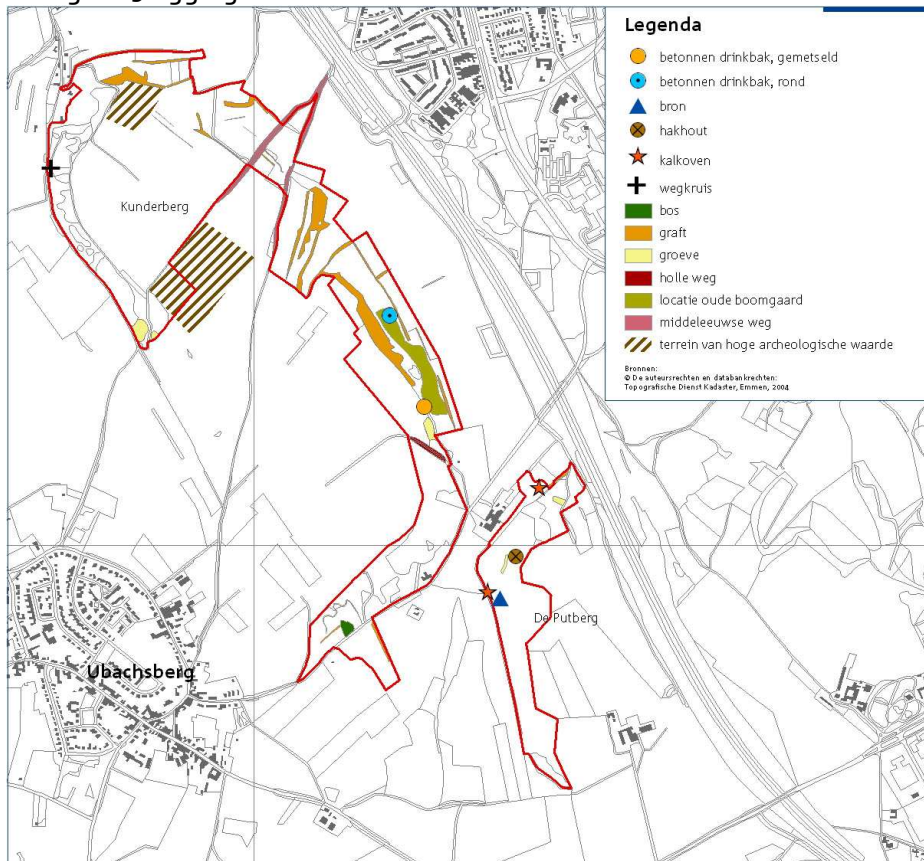 Legenda
betonnen drinkbak, gemetseld
betonnen drinkbak, rond
bron
hakhout
kalkoven
wegkruis
bos
graft
groeve
holle weg
locatie oude boomgaard
middeleeuwse weg
terrein van hoge archeologische waarde
Bronnen:
© De auteursrechten en databankrechten:
Topografische Dienst Kadaster, Emmen, 2004
Kunderberg
De Putberg
Ubachsberg